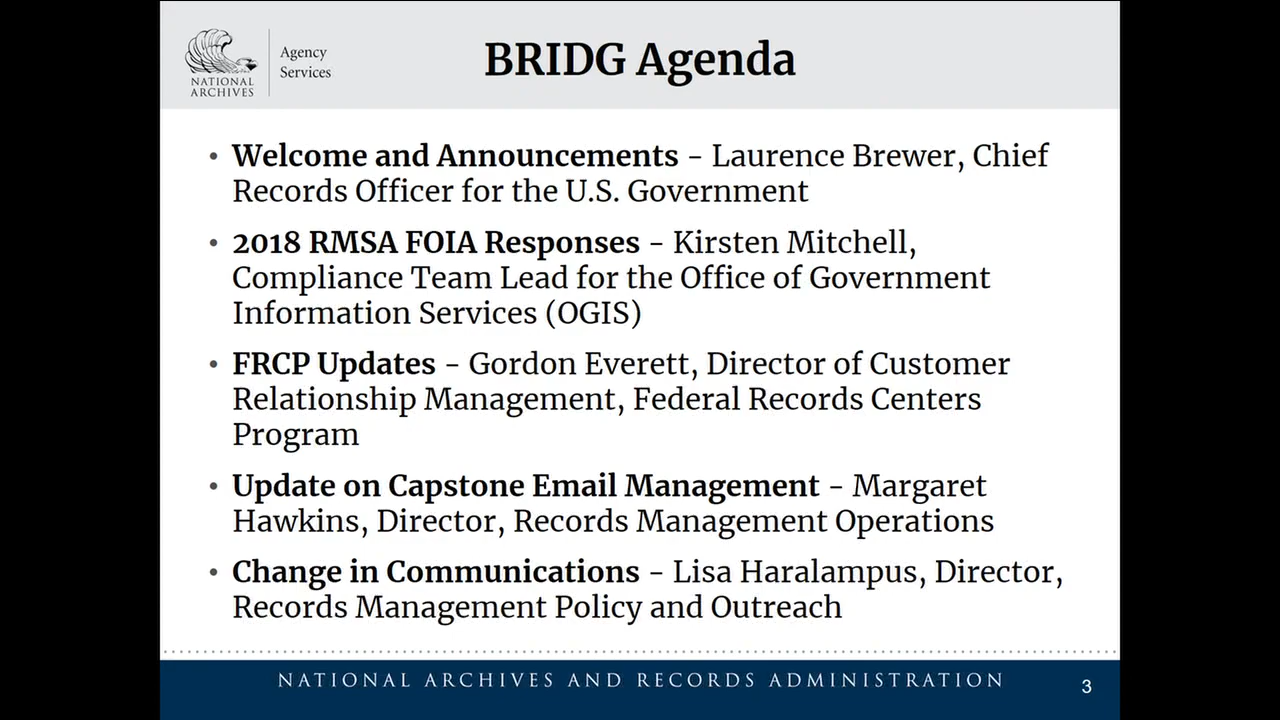 NATIONAL
ARCHIVES
Agency
Services
BRIDG Agenda
• Welcome and Announcements - Laurence Brewer, Chief
Records Officer for the U.S. Government
• 2018 RMSA FOIA Responses - Kirsten Mitchell,
Compliance Team Lead for the Office of Government
Information Services (OGIS)
• FRCP Updates - Gordon Everett, Director of Customer
Relationship Management, Federal Records Centers
Program
• Update on Capstone Email Management - Margaret
Hawkins, Director, Records Management Operations
• Change in Communications - Lisa Haralampus, Director,
Records Management Policy and Outreach
NATIONAL ARCHIVES AND RECORDS ADMINISTRATION
3